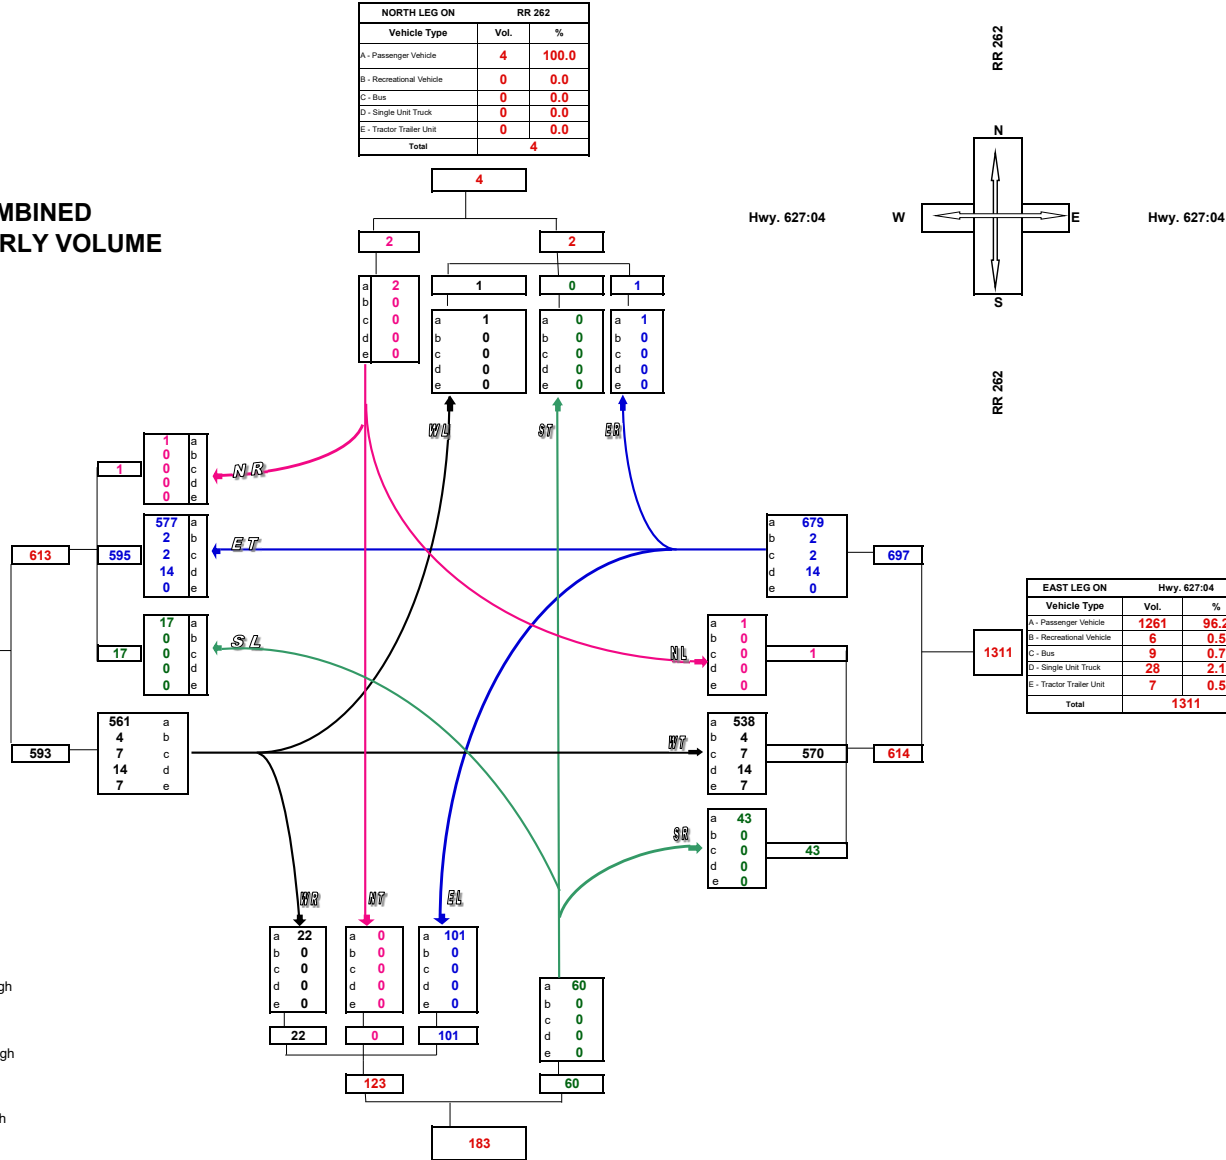 NORTH LEG ON RR 262
Vehicle Type Vol. %
A - Passenger Vehicle 4 100.0
B - Recreational Vehicle 0 0.0
C - Bus 0 0.0
D - Single Unit Truck 0 0.0
E - Tractor Trailer Unit 0 0.0
Total 4
4
RR 262
N
W E
S
Hwy. 627:04
Hwy. 627:04
RR 262
MBINED
RLY VOLUME
2 2
1 0 1
a 2
b 0
c 0
d 0
e 0
a 1
b 0
c 0
d 0
e 0
a 0
b 0
c 0
d 0
e 0
a 1
b 0
c 0
d 0
e 0
WL ST ER
1
1 a
0 b
0 c
0 d
0 e
NR
613
595
577 a
2 b
2 c
14 d
0 e
ET
17
17 a
0 b
0 c
0 d
0 e
SL
593
561 a
4 b
7 c
14 d
7 e
a 679
b 2
c 2
d 14
e 0
697
NL
a 1
b 0
c 0
d 0
e 0
1
WT
a 538
b 4
c 7
d 14
e 7
570
614
SR
a 43
b 0
c 0
d 0
e 0
43
1311
EAST LEG ON Hwy. 627:04
Vehicle Type Vol. %
A - Passenger Vehicle 1261 96.2
B - Recreational Vehicle 6 0.5
C - Bus 9 0.7
D - Single Unit Truck 28 2.1
E - Tractor Trailer Unit 7 0.5
Total 1311
WR NT EL
a 22
b 0
c 0
d 0
e 0
a 0
b 0
c 0
d 0
e 0
a 101
b 0
c 0
d 0
e 0
a 60
b 0
c 0
d 0
e 0
22 0 101
123 60
183
gh
gh
h